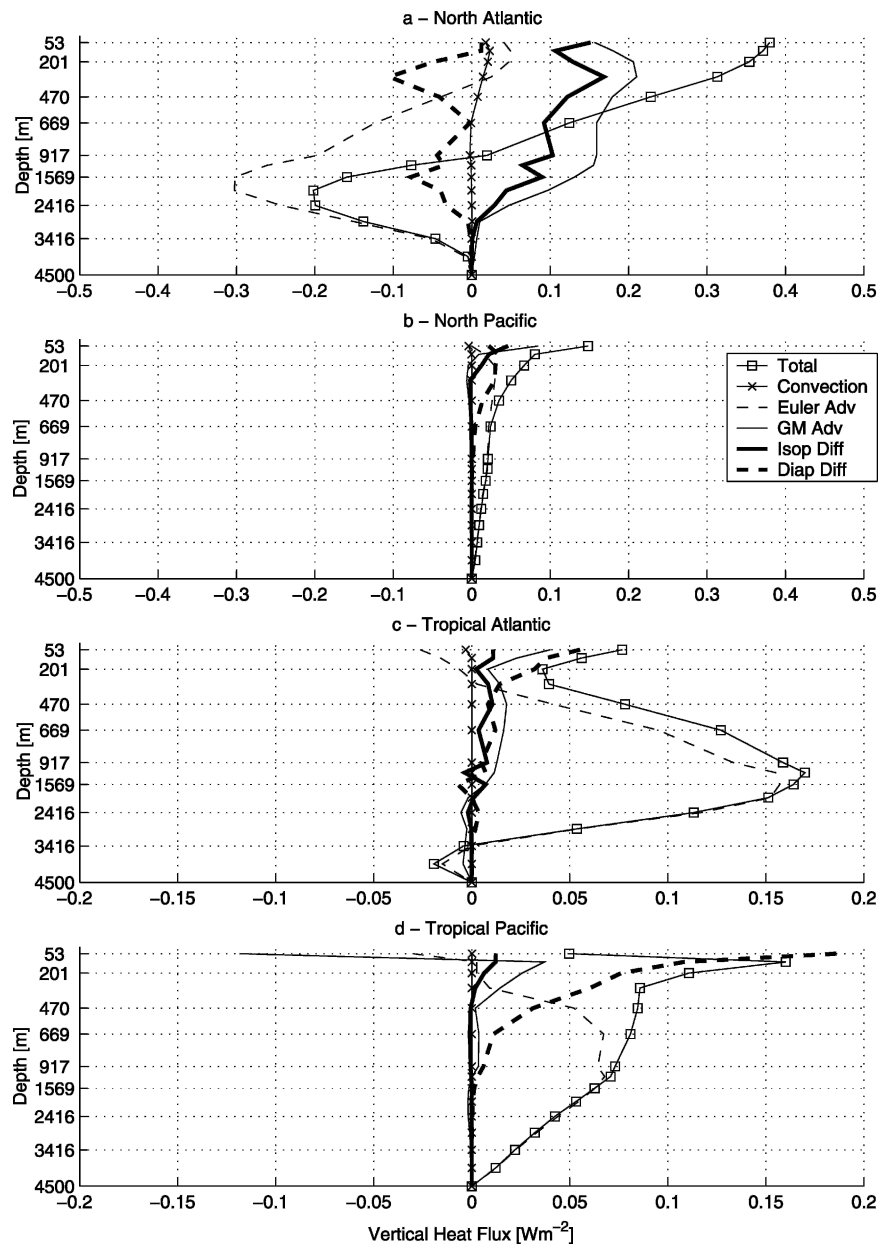 a – North Atlantic
Depth [m]
53
201
470
669
917
1569
2416
3416
4500
−0.5 −0.4 −0.3 −0.2 −0.1 0 0.1 0.2 0.3 0.4 0.5
b – North Pacific
Depth [m]
53
201
470
669
917
1569
2416
3416
4500
Total
Convection
Euler Adv
GM Adv
Isop Diff
Diap Diff
−0.5 −0.4 −0.3 −0.2 −0.1 0 0.1 0.2 0.3 0.4 0.5
c – Tropical Atlantic
Depth [m]
53
201
470
669
917
1569
2416
3416
4500
−0.2 −0.15 −0.1 −0.05 0 0.05 0.1 0.15 0.2
d – Tropical Pacific
Depth [m]
53
201
470
669
917
1569
2416
3416
4500
−0.2 −0.15 −0.1 −0.05 0 0.05 0.1 0.15 0.2
Vertical Heat Flux [Wm−2]